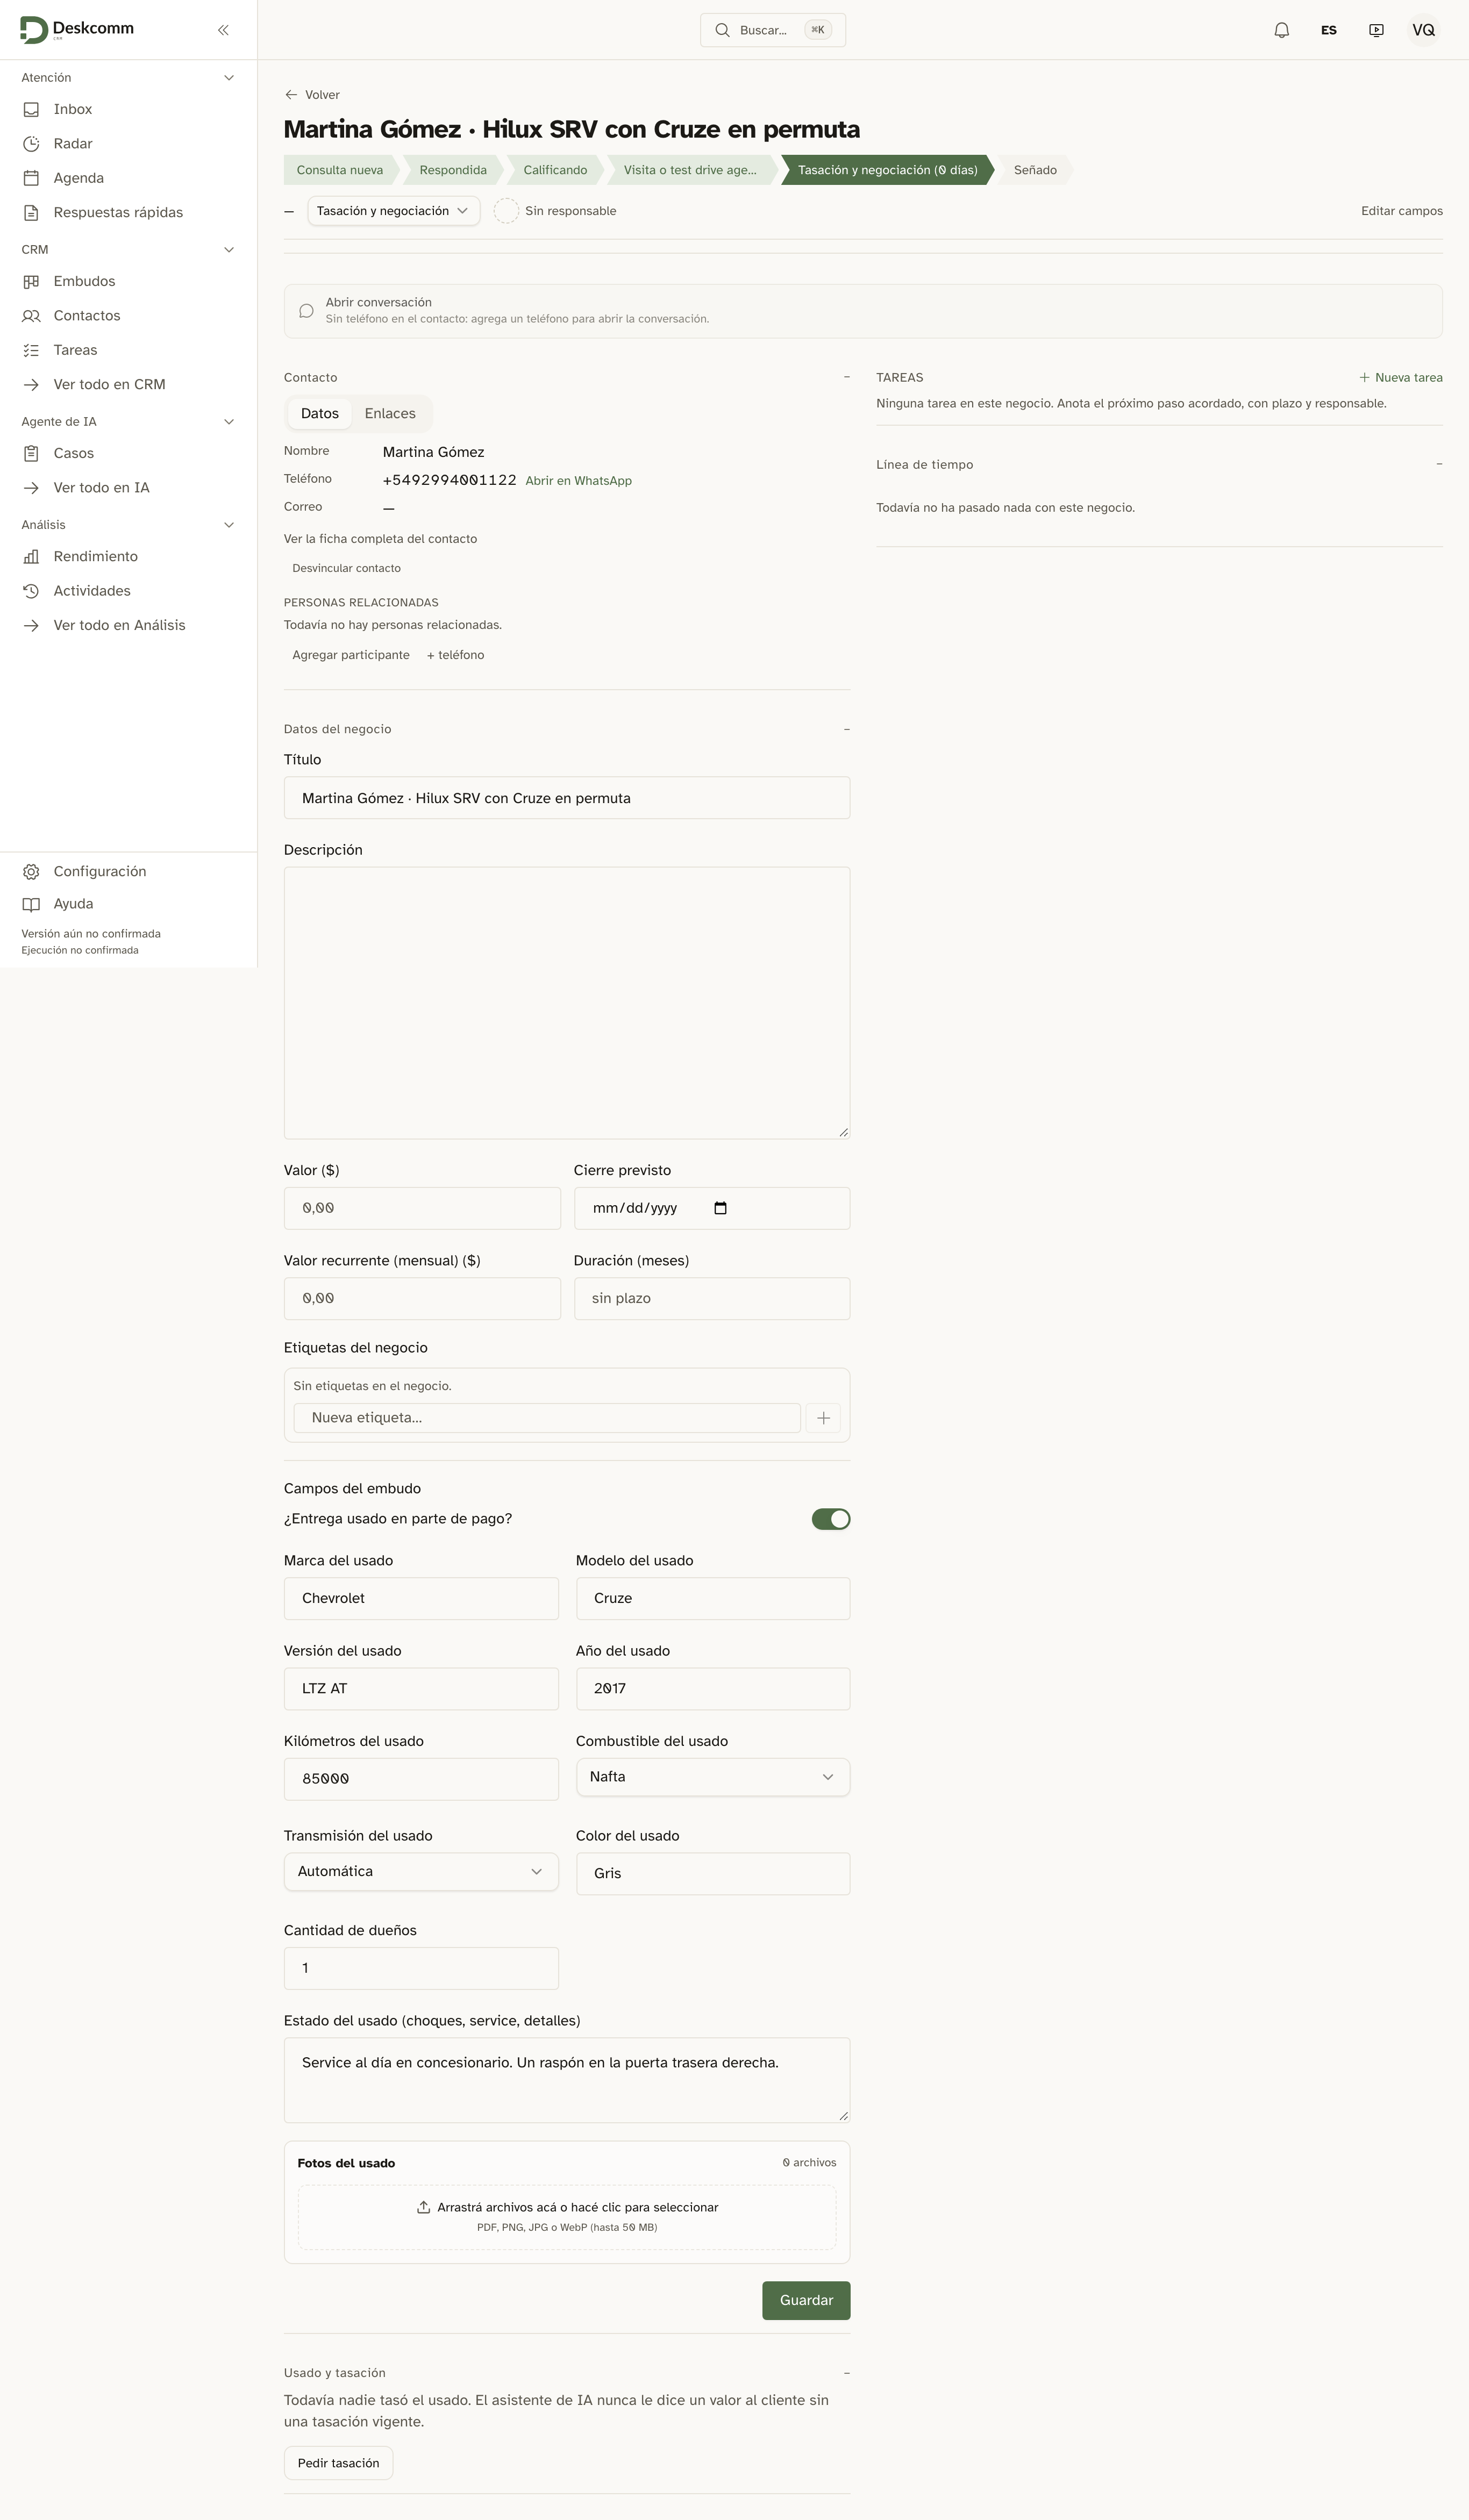 Deskcomm
Buscar...
⌘K
ES
VQ
Atención
Inbox
Radar
Agenda
Respuestas rápidas
CRM
Embudos
Contactos
Tareas
Ver todo en CRM
Agente de IA
Casos
Ver todo en IA
Análisis
Rendimiento
Actividades
Ver todo en Análisis
Configuración
Ayuda
Versión aún no confirmada
Ejecución no confirmada
Volver
Martina Gómez · Hilux SRV con Cruze en permuta
Consulta nueva
Respondida
Calificando
Visita o test drive age...
Tasación y negociación (0 días)
Señado
—
Tasación y negociación
Sin responsable
Editar campos
Abrir conversación
Sin teléfono en el contacto: agrega un teléfono para abrir la conversación.
Contacto
–
Datos
Enlaces
Nombre
Martina Gómez
Teléfono
+5492994001122 Abrir en WhatsApp
Correo
—
Ver la ficha completa del contacto
Desvincular contacto
PERSONAS RELACIONADAS
Todavía no hay personas relacionadas.
Agregar participante
+ teléfono
Datos del negocio
–
Título
Martina Gómez · Hilux SRV con Cruze en permuta
Descripción
Valor ($)
0,00
Cierre previsto
mm/dd/yyyy
Valor recurrente (mensual) ($)
0,00
Duración (meses)
sin plazo
Etiquetas del negocio
Sin etiquetas en el negocio.
Nueva etiqueta...
Campos del embudo
¿Entrega usado en parte de pago?
Marca del usado
Chevrolet
Modelo del usado
Cruze
Versión del usado
LTZ AT
Año del usado
2017
Kilómetros del usado
85000
Combustible del usado
Nafta
Transmisión del usado
Automática
Color del usado
Gris
Cantidad de dueños
1
Estado del usado (choques, service, detalles)
Service al día en concesionario. Un raspón en la puerta trasera derecha.
Fotos del usado
0 archivos
Arrastrá archivos acá o hacé clic para seleccionar
PDF, PNG, JPG o WebP (hasta 50 MB)
Guardar
Usado y tasación
–
Todavía nadie tasó el usado. El asistente de IA nunca le dice un valor al cliente sin
una tasación vigente.
Pedir tasación
TAREAS
+ Nueva tarea
Ninguna tarea en este negocio. Anota el próximo paso acordado, con plazo y responsable.
Línea de tiempo
–
Todavía no ha pasado nada con este negocio.